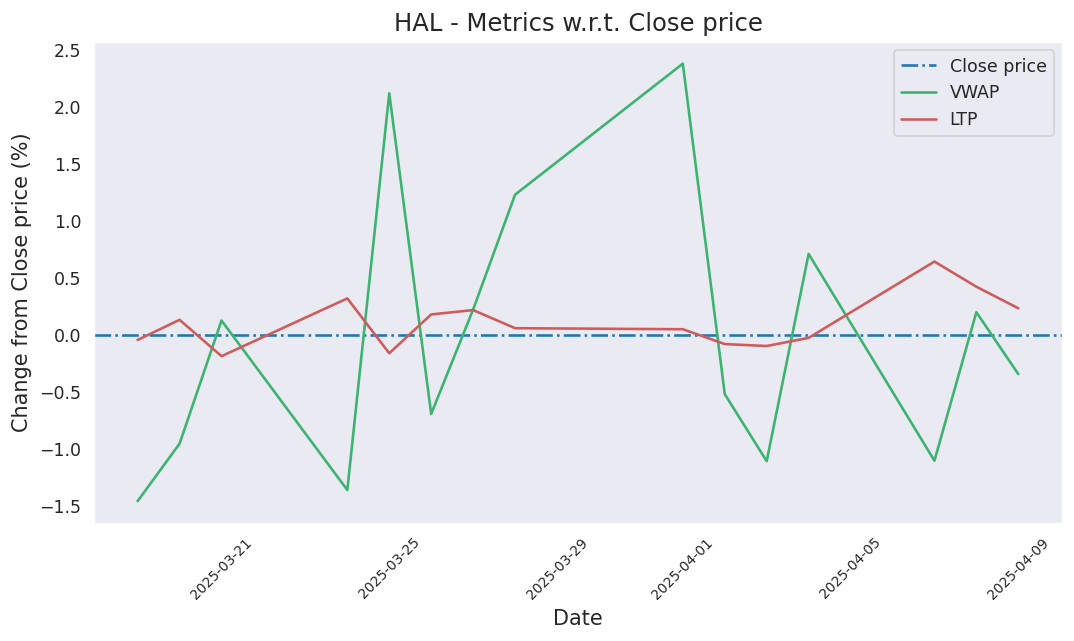 HAL - Metrics w.r.t. Close price
Change from Close price (%)
2.5
2.0
1.5
1.0
0.5
0.0
−0.5
−1.0
−1.5
Close price
VWAP
LTP
2025-03-21
2025-03-25
2025-03-29
2025-04-01
2025-04-05
2025-04-09
Date